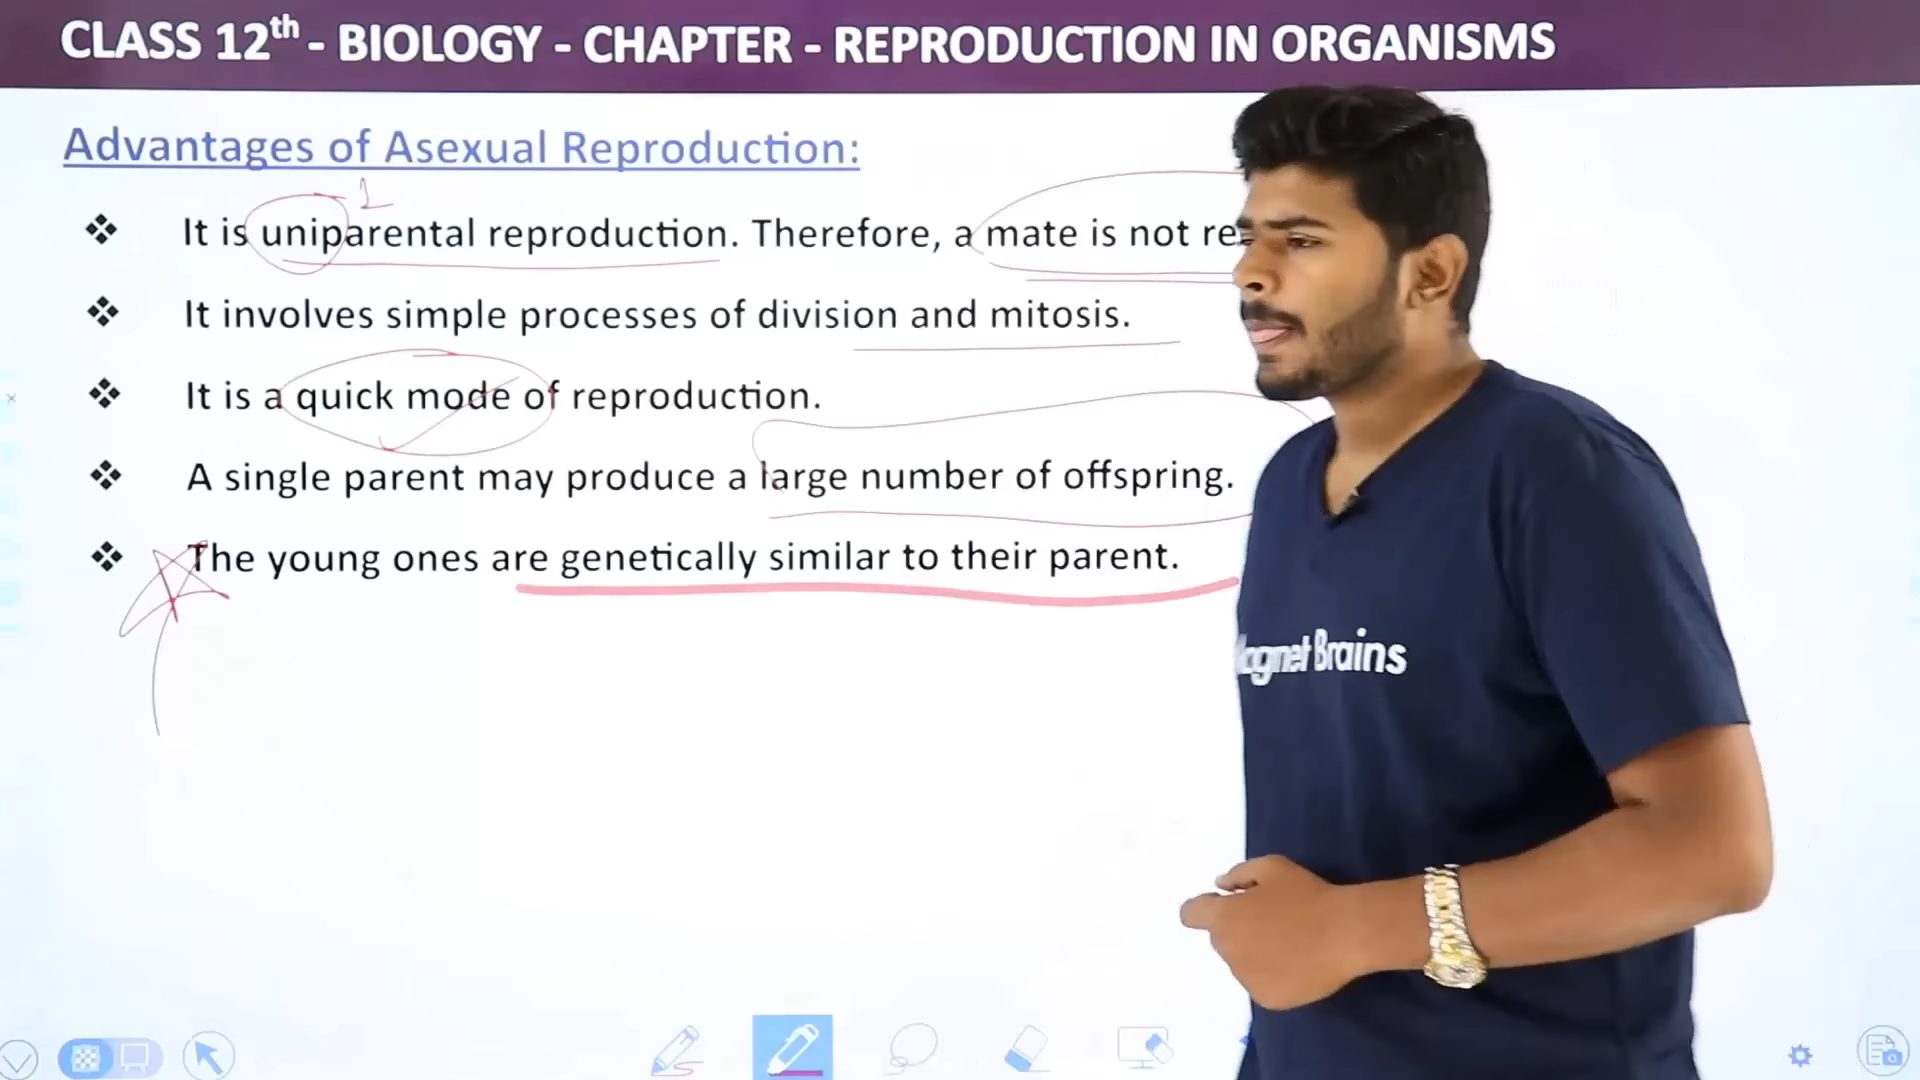 CLASS 12th - BIOLOGY - CHAPTER - REPRODUCTION IN ORGANISMS
Advantages of Asexual Reproduction:
1
❖ It is uniparental reproduction. Therefore, a mate is not re
❖ It involves simple processes of division and mitosis.
❖ It is a quick mode of reproduction.
❖ A single parent may produce a large number of offspring.
❖ The young ones are genetically similar to their parent.
Magnet Brains